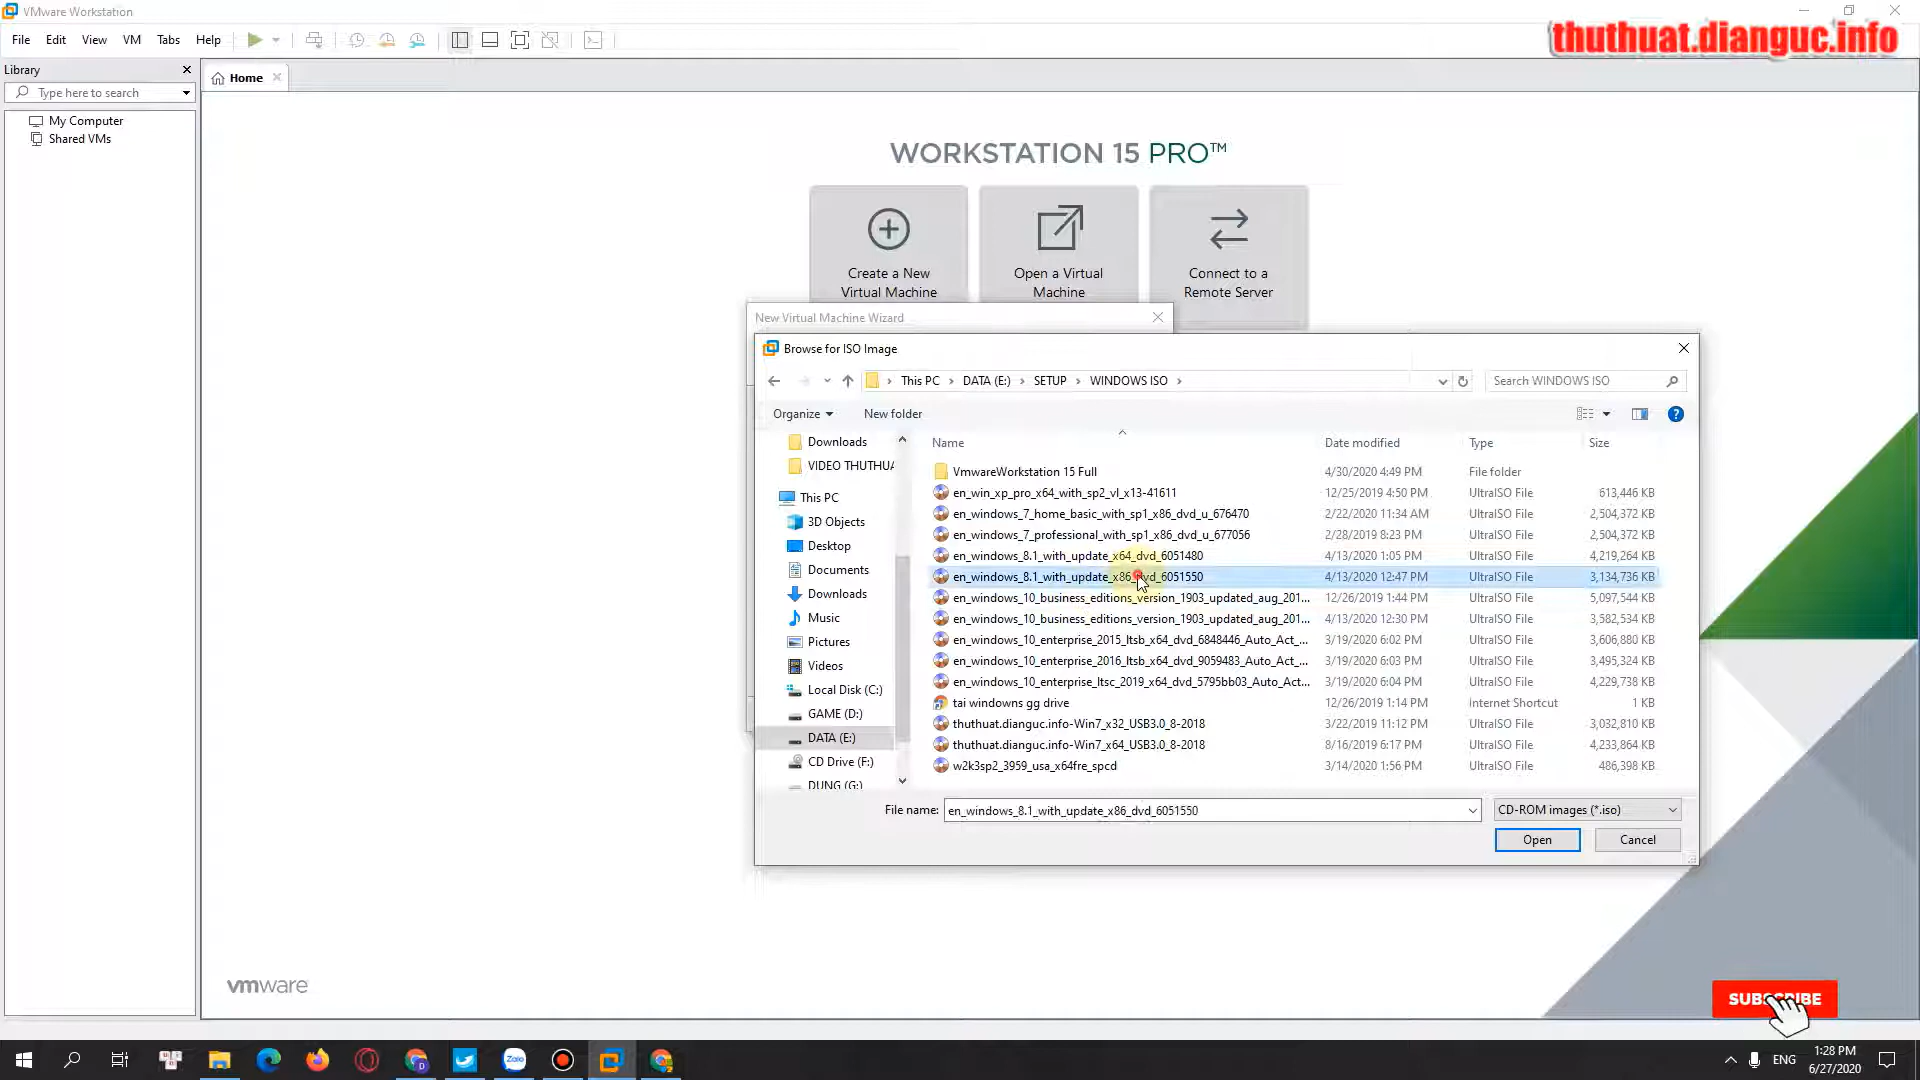 VMware Workstation
File Edit View VM Tabs Help
thuthuat.dianguc.info
Library
Home
Type here to search
My Computer
Shared VMs
WORKSTATION 15 PRO™
Create a New
Virtual Machine
Open a Virtual
Machine
Connect to a
Remote Server
New Virtual Machine Wizard
Browse for ISO Image
This PC DATA (E:) SETUP WINDOWS ISO
Search WINDOWS ISO
Organize New folder
Name Date modified Type Size
Downloads
VIDEO THUTHUA
This PC
3D Objects
Desktop
Documents
Downloads
Music
Pictures
Videos
Local Disk (C:)
GAME (D:)
DATA (E:)
CD Drive (F:)
DUNG (G:)
VmwareWorkstation 15 Full 4/30/2020 4:49 PM File folder
en_win_xp_pro_x64_with_sp2_vl_x13-41611 12/25/2019 4:50 PM UltraISO File 613,446 KB
en_windows_7_home_basic_with_sp1_x86_dvd_u_676470 2/22/2020 11:34 AM UltraISO File 2,504,372 KB
en_windows_7_professional_with_sp1_x86_dvd_u_677056 2/28/2019 8:23 PM UltraISO File 2,504,372 KB
en_windows_8.1_with_update_x64_dvd_6051480 4/13/2020 1:05 PM UltraISO File 4,219,264 KB
en_windows_8.1_with_update_x86_dvd_6051550 4/13/2020 12:47 PM UltraISO File 3,134,736 KB
en_windows_10_business_editions_version_1903_updated_aug_201... 12/26/2019 1:44 PM UltraISO File 5,097,544 KB
en_windows_10_business_editions_version_1903_updated_aug_201... 4/13/2020 12:30 PM UltraISO File 3,582,534 KB
en_windows_10_enterprise_2015_ltsb_x64_dvd_6848446_Auto_Act_... 3/19/2020 6:02 PM UltraISO File 3,606,880 KB
en_windows_10_enterprise_2016_ltsb_x64_dvd_9059483_Auto_Act_... 3/19/2020 6:03 PM UltraISO File 3,495,324 KB
en_windows_10_enterprise_ltsc_2019_x64_dvd_5795bb03_Auto_Act... 3/19/2020 6:04 PM UltraISO File 4,229,738 KB
tai windowns gg drive 12/26/2019 1:14 PM Internet Shortcut 1 KB
thuthuat.dianguc.info-Win7_x32_USB3.0_8-2018 3/22/2019 11:12 PM UltraISO File 3,032,810 KB
thuthuat.dianguc.info-Win7_x64_USB3.0_8-2018 8/16/2019 6:17 PM UltraISO File 4,233,864 KB
w2k3sp2_3959_usa_x64fre_spcd 3/14/2020 1:56 PM UltraISO File 486,398 KB
File name: en_windows_8.1_with_update_x86_dvd_6051550 CD-ROM images (*.iso)
Open Cancel
vmware
SUBSCRIBE
Zalo
ENG
1:28 PM
6/27/2020